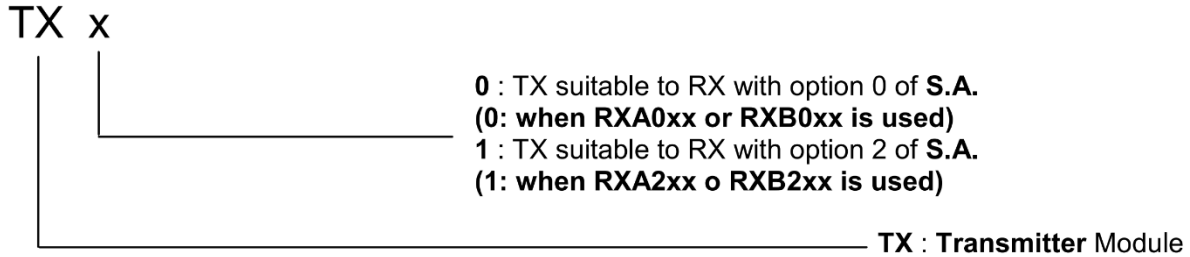 TX x
0 : TX suitable to RX with option 0 of S.A.
(0: when RXA0xx or RXB0xx is used)
1 : TX suitable to RX with option 2 of S.A.
(1: when RXA2xx o RXB2xx is used)
TX : Transmitter Module